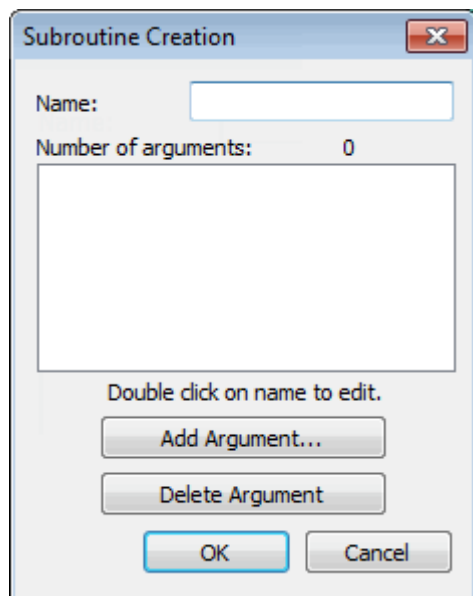 Subroutine Creation
Name:
Number of arguments: 0
Double click on name to edit.
Add Argument...
Delete Argument
OK Cancel